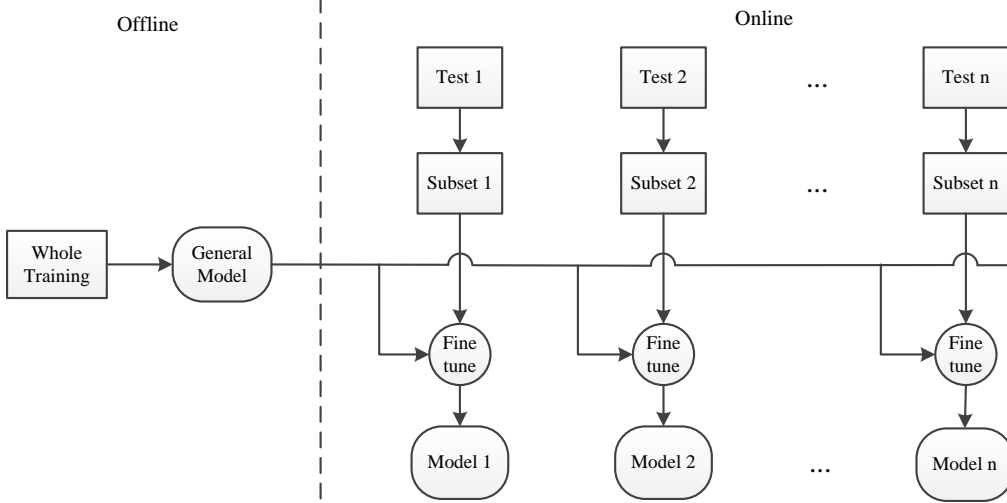 Offline
Online
Test 1
Test 2
...
Test n
Subset 1
Subset 2
...
Subset n
Whole
Training
General
Model
Fine
tune
Fine
tune
Fine
tune
Model 1
Model 2
...
Model n